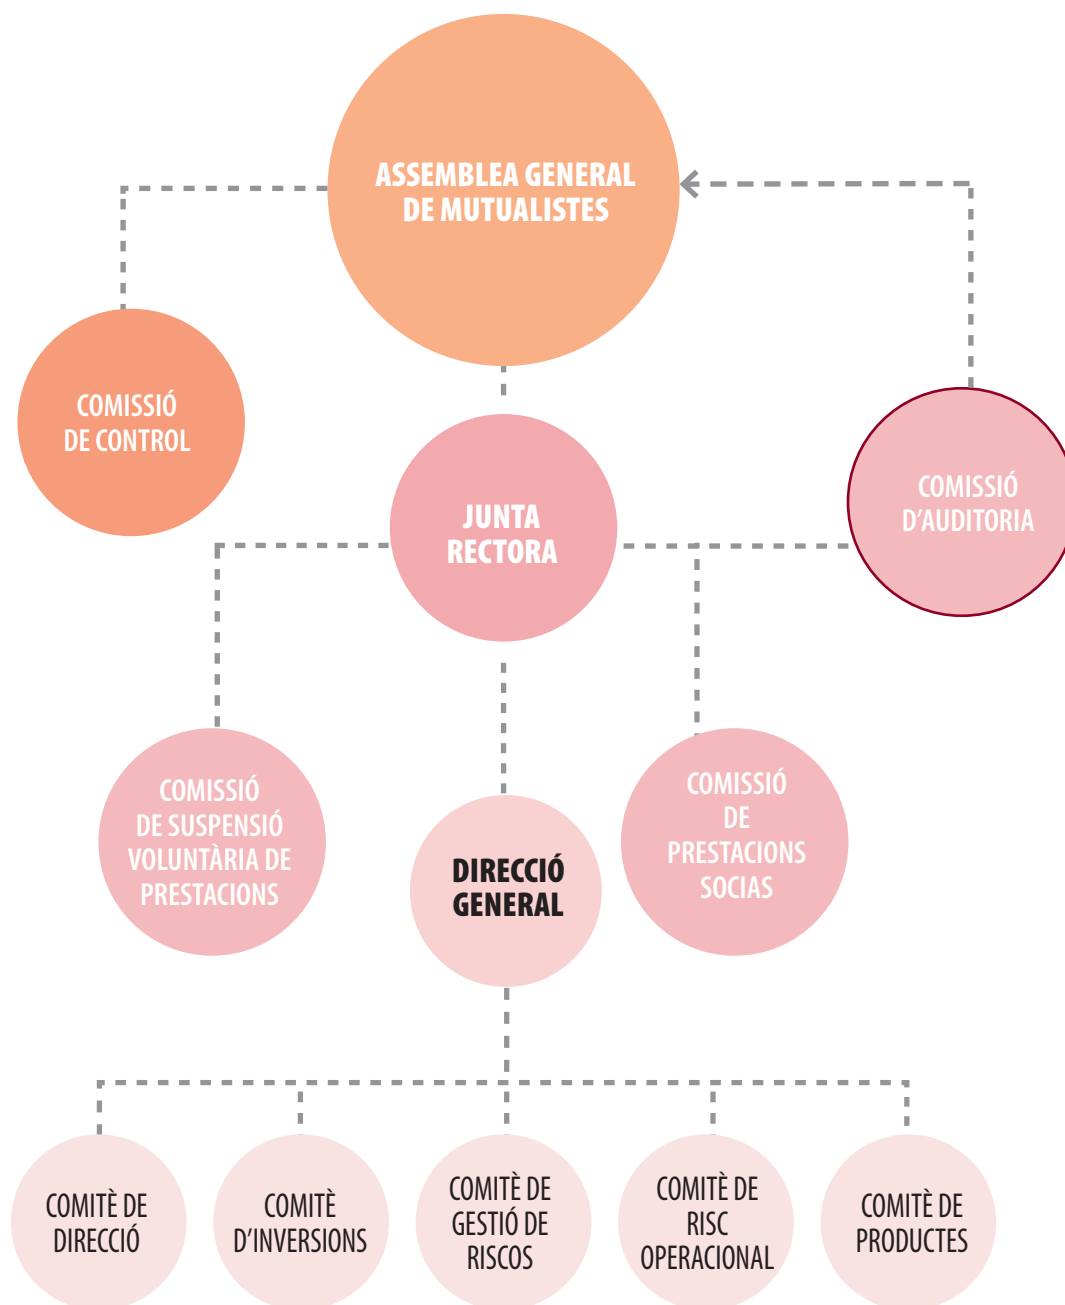 ASSEMBLEA GENERAL
DE MUTUALISTES
COMISSIÓ
DE CONTROL
JUNTA
RECTORA
COMISSIÓ
D’AUDITORIA
COMISSIÓ
DE SUSPENSIÓ
VOLUNTÀRIA DE
PRESTACIONS
DIRECCIÓ
GENERAL
COMISSIÓ
DE
PRESTACIONS
SOCIAS
COMITÈ DE
DIRECCIÓ
COMITÈ
D’INVERSIONS
COMITÈ DE
GESTIÓ DE
RISCOS
COMITÈ DE
RISC
OPERACIONAL
COMITÈ DE
PRODUCTES